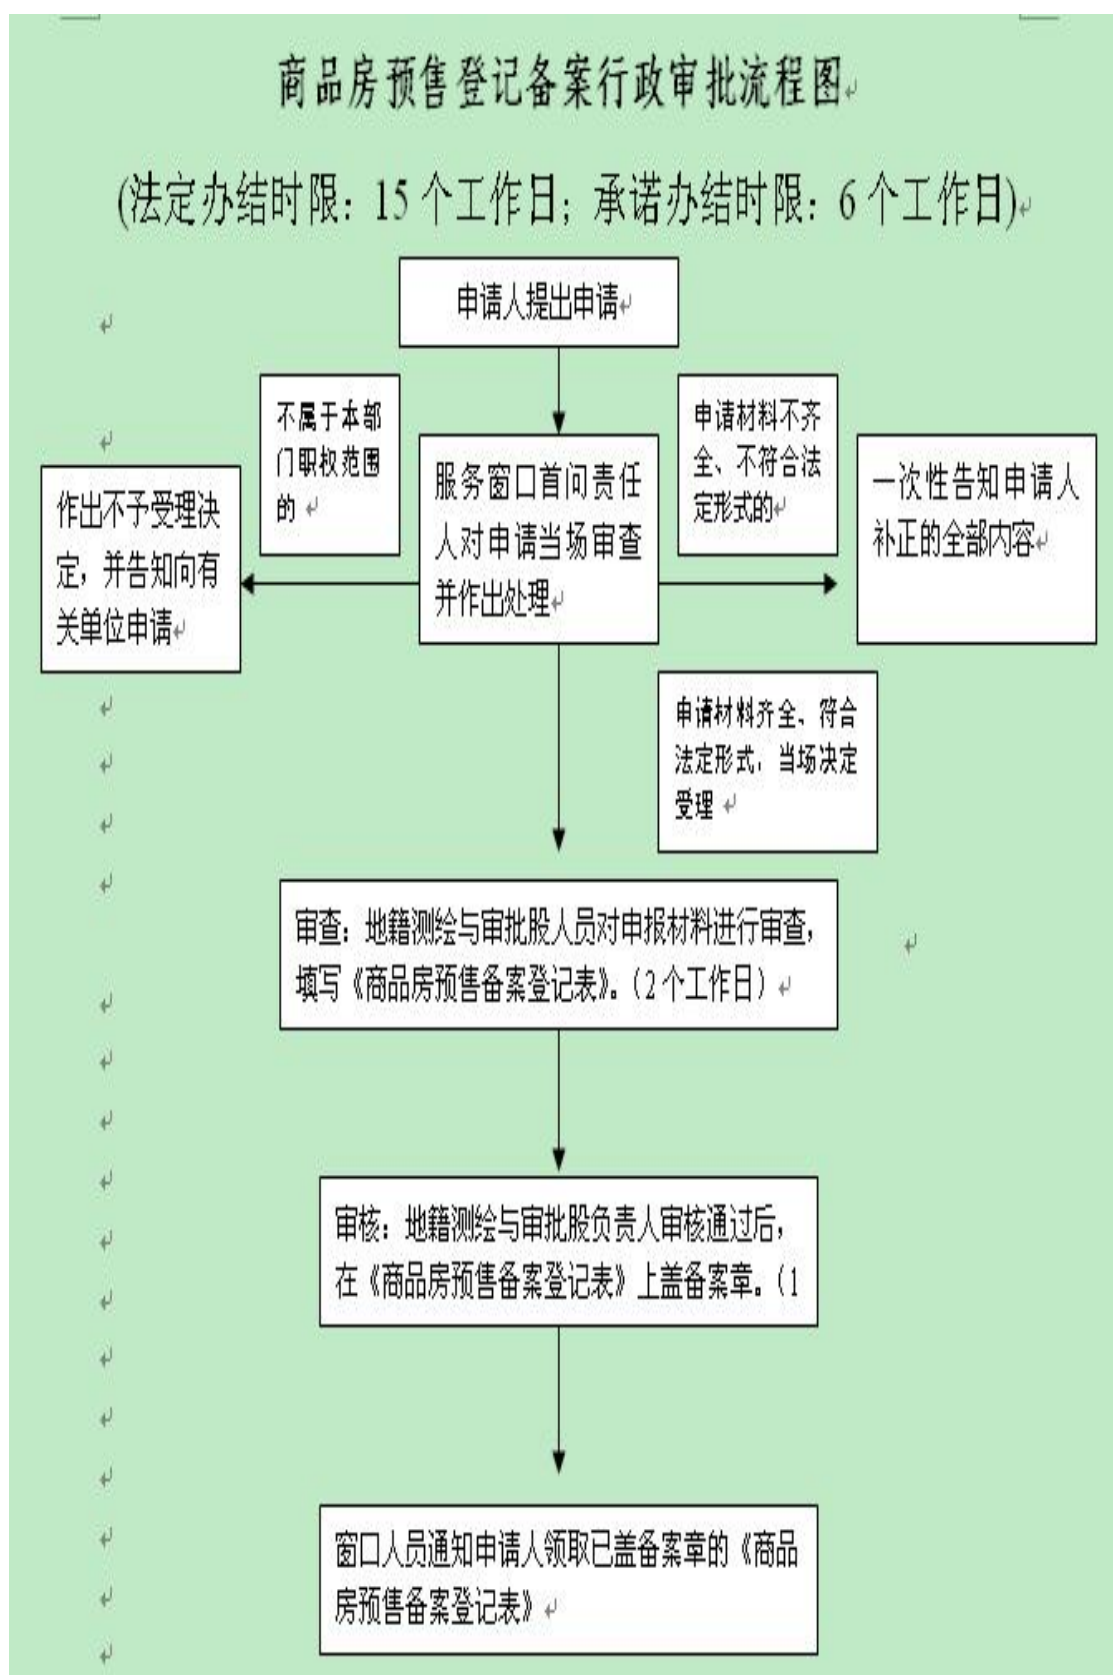 商品房预售登记备案行政审批流程图
(法定办结时限：15 个工作日；承诺办结时限：6 个工作日)
申请人提出申请
不属于本部
门职权范围
的
申请材料不齐
全、不符合法
定形式的
作出不予受理决
定，并告知向有
关单位申请
服务窗口首问责任
人对申请当场审查
并作出处理
一次性告知申请人
补正的全部内容
申请材料齐全、符合
法定形式，当场决定
受理
审查：地籍测绘与审批股人员对申报材料进行审查，
填写《商品房预售备案登记表》。（2 个工作日）
审核：地籍测绘与审批股负责人审核通过后，
在《商品房预售备案登记表》上盖备案章。（1
窗口人员通知申请人领取已盖备案章的《商品
房预售备案登记表》